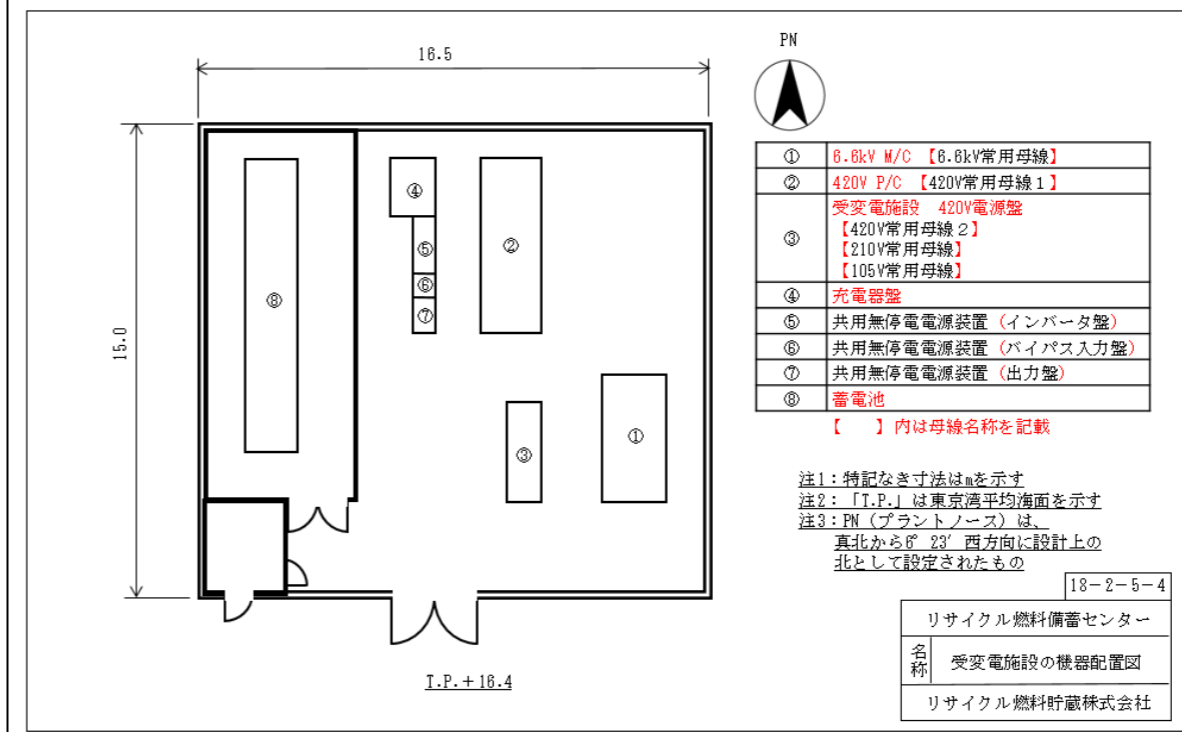 16.5
PN
15.0
④
⑤
⑥
⑦
②
⑧
③
①
T.P.+16.4
① 6.6kV M/C 【6.6kV常用母線】
② 420V P/C 【420V常用母線1】
③ 受変電施設 420V電源盤
【420V常用母線2】
【210V常用母線】
【105V常用母線】
④ 充電器盤
⑤ 共用無停電電源装置(インバータ盤)
⑥ 共用無停電電源装置(バイパス入力盤)
⑦ 共用無停電電源装置(出力盤)
⑧ 蓄電池
【 】内は母線名称を記載
注1:特記なき寸法はmを示す
注2:「T.P.」は東京湾平均海面を示す
注3:PN(プラントノース)は、
真北から6° 23′ 西方向に設計上の
北として設定されたもの
18-2-5-4
リサイクル燃料備蓄センター
名称 受変電施設の機器配置図
リサイクル燃料貯蔵株式会社